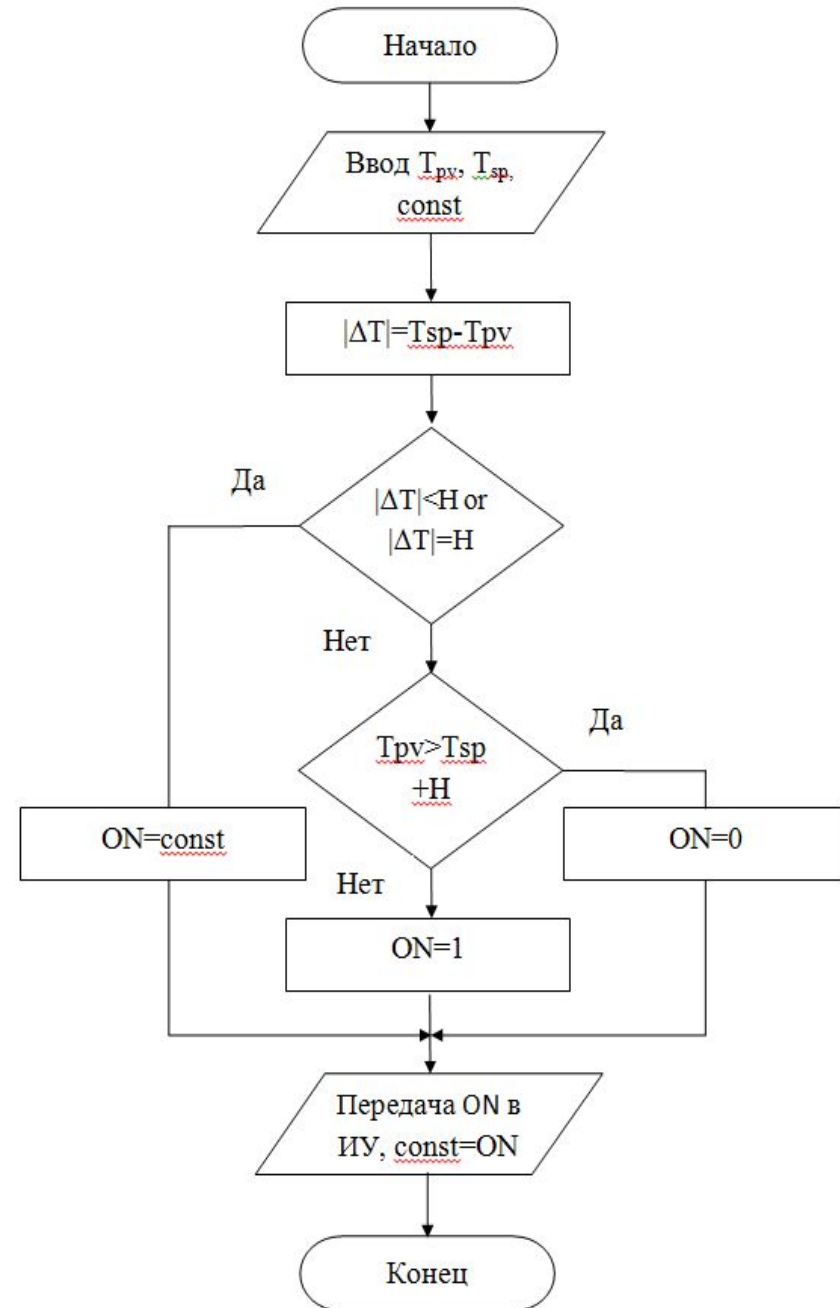 Начало
Ввод Tpv, Tsp,
const
|ΔT|=Tsp-Tpv
Да
|ΔT|<H or
|ΔT|=H
Нет
Tpv>Tsp
+H
Да
ON=const
ON=0
Нет
ON=1
Передача ON в
ИУ, const=ON
Конец